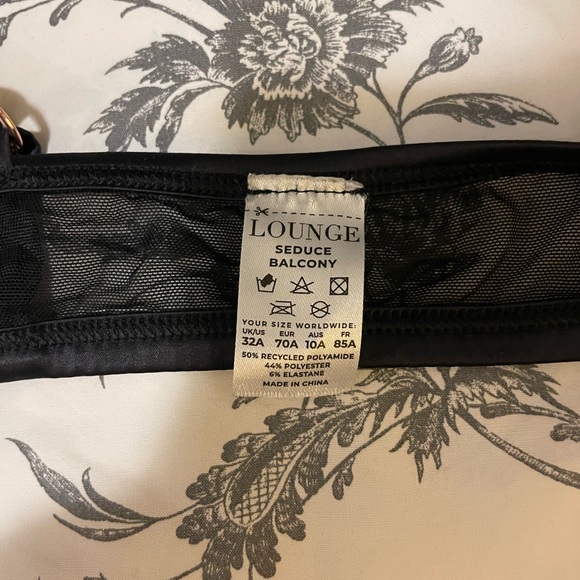 LOUNGE
SEDUCE
BALCONY
YOUR SIZE WORLDWIDE:
UK/US EUR AUS FR
32A 70A 10A 85A
50% RECYCLED POLYAMIDE
44% POLYESTER
6% ELASTANE
MADE IN CHINA